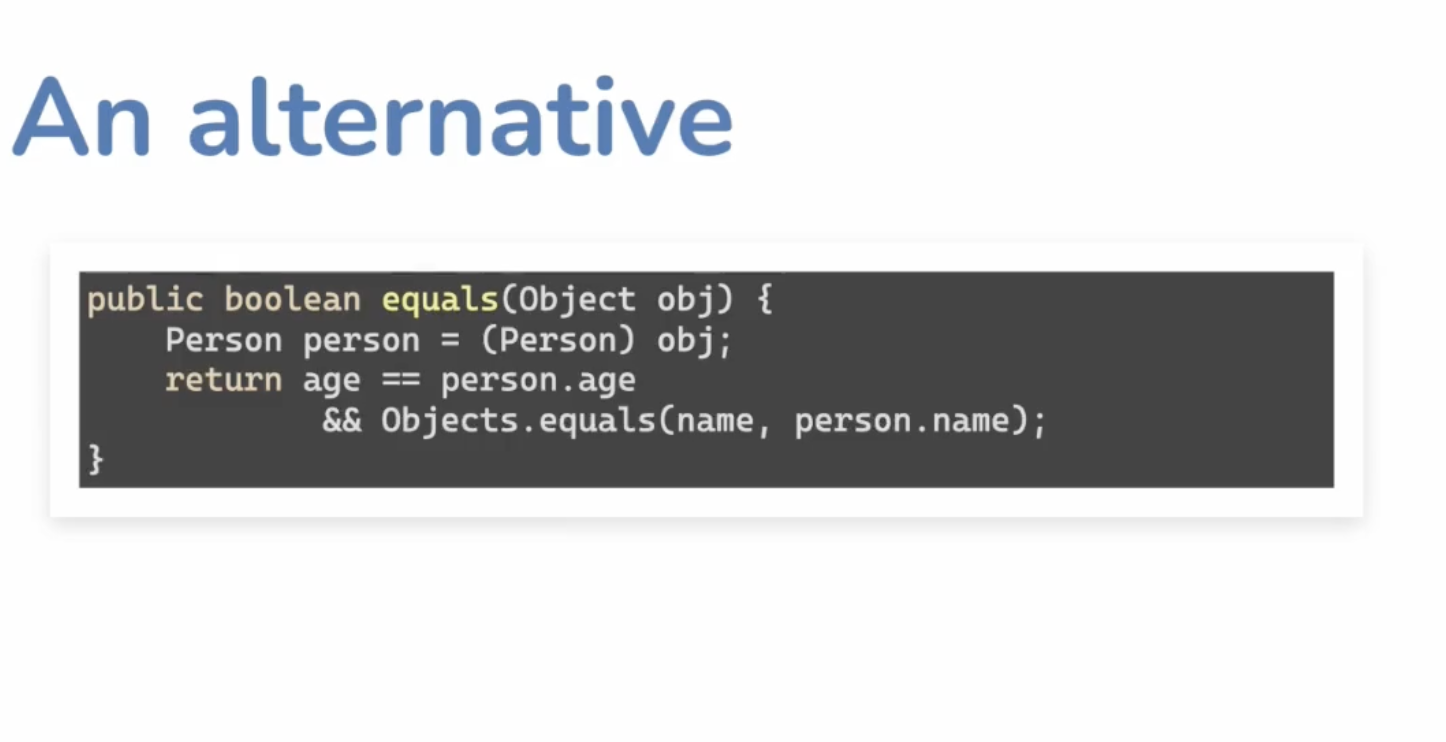 An alternative
public boolean equals(Object obj) {
    Person person = (Person) obj;
    return age == person.age
            && Objects.equals(name, person.name);
}